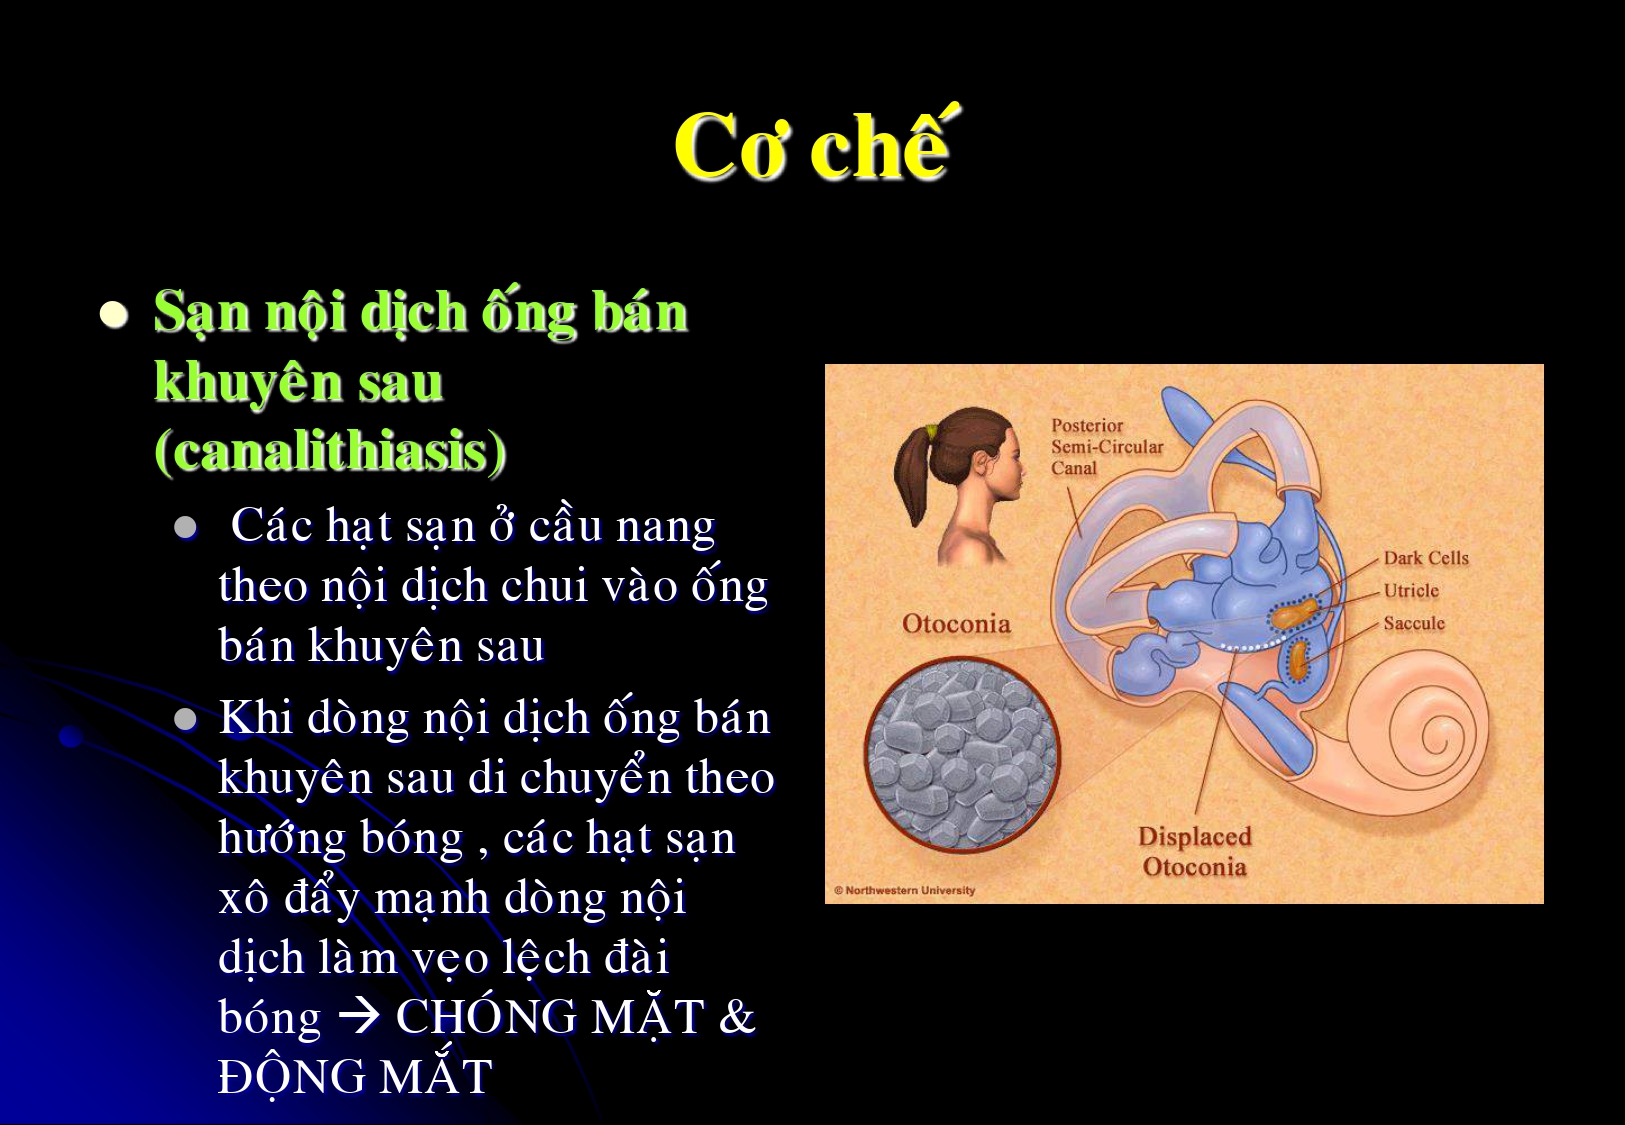 Cơ chế
Sạn nội dịch ống bán
khuyên sau
(canalithiasis)
Các hạt sạn ở cầu nang
theo nội dịch chui vào ống
bán khuyên sau
Khi dòng nội dịch ống bán
khuyên sau di chuyển theo
hướng bóng , các hạt sạn
xô đẩy mạnh dòng nội
dịch làm vẹo lệch đài
bóng → CHÓNG MẶT &
ĐỘNG MẮT
Posterior
Semi-Circular
Canal
Dark Cells
Utricle
Saccule
Otoconia
Displaced
Otoconia
© Northwestern University